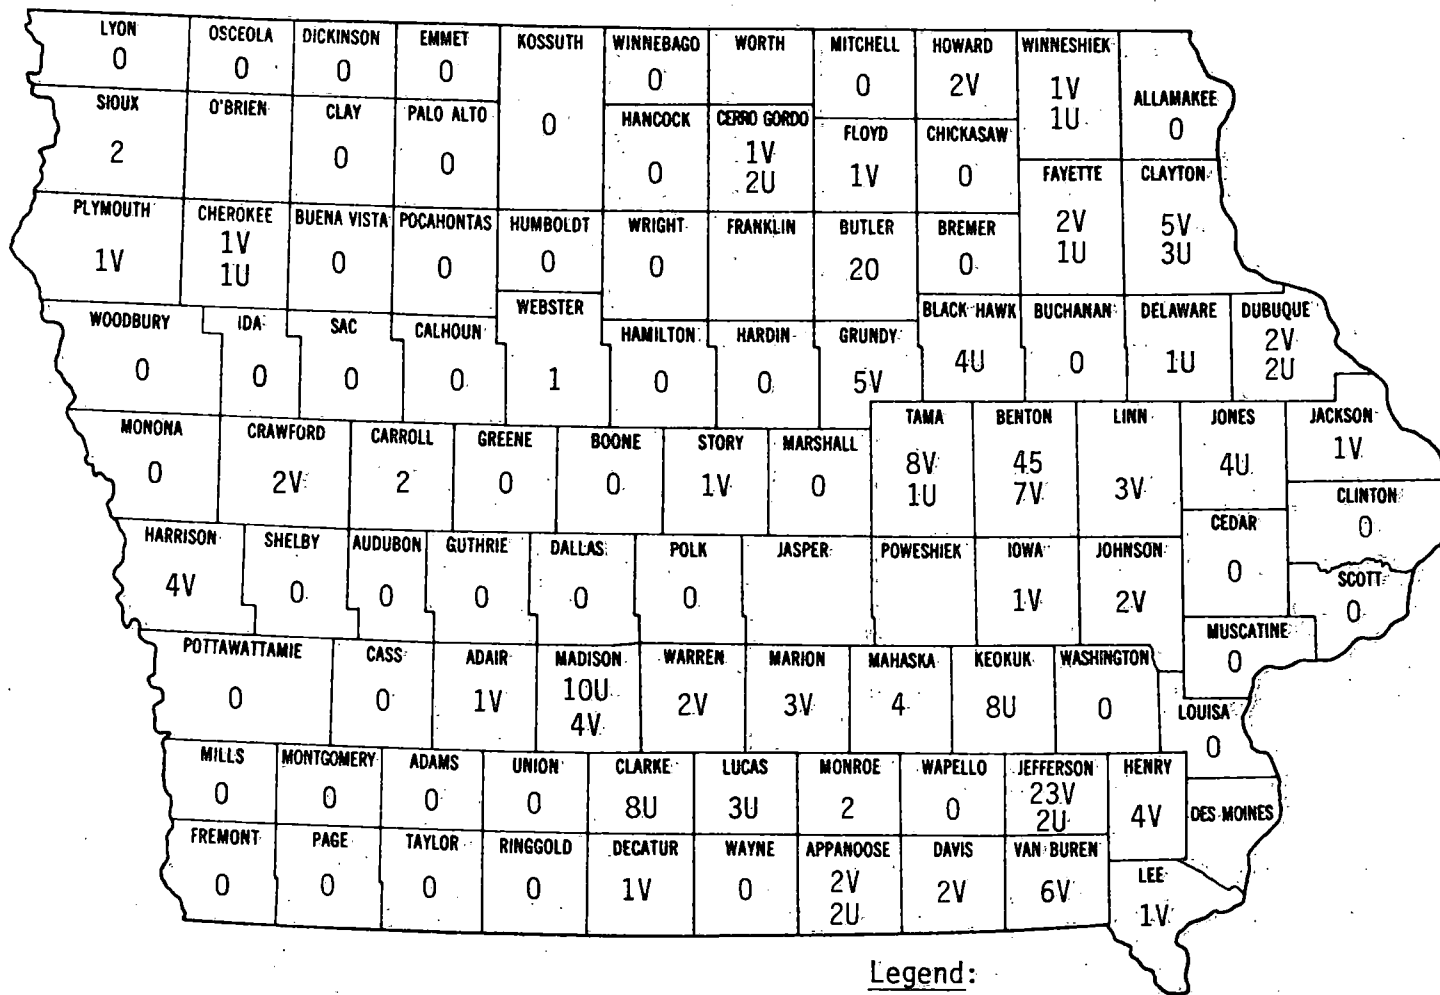 LYON
0
OSCEOLA
0
DICKINSON
0
EMMET
0
KOSSUTH
0
WINNEBAGO
0
WORTH
MITCHELL
0
HOWARD
2V
WINNESHIEK
1V
1U
ALLAMAKEE
0
SIOUX
2
O'BRIEN
CLAY
0
PALO ALTO
0
HANCOCK
0
CERRO GORDO
1V
2U
FLOYD
1V
CHICKASAW
0
FAYETTE
2V
1U
CLAYTON
5V
3U
PLYMOUTH
1V
CHEROKEE
1V
1U
BUENA VISTA
0
POCAHONTAS
0
HUMBOLDT
0
WRIGHT
0
FRANKLIN
BUTLER
20
BREMER
0
WOODBURY
0
IDA
0
SAC
0
CALHOUN
0
WEBSTER
1
HAMILTON
0
HARDIN
0
GRUNDY
5V
BLACK HAWK
4U
BUCHANAN
0
DELAWARE
1U
DUBUQUE
2V
2U
MONONA
0
CRAWFORD
2V
CARROLL
2
GREENE
0
BOONE
0
STORY
1V
MARSHALL
0
TAMA
8V
1U
BENTON
45
7V
LINN
3V
JONES
4U
JACKSON
1V
CLINTON
0
HARRISON
4V
SHELBY
0
AUDUBON
0
GUTHRIE
0
DALLAS
0
POLK
0
JASPER
POWESHIEK
IOWA
1V
JOHNSON
2V
CEDAR
0
SCOTT
0
MUSCATINE
0
POTTAWATTAMIE
0
CASS
0
ADAIR
1V
MADISON
10U
4V
WARREN
2V
MARION
3V
MAHASKA
4
KEOKUK
8U
WASHINGTON
0
LOUISA
0
MILLS
0
MONTGOMERY
0
ADAMS
0
UNION
0
CLARKE
8U
LUCAS
3U
MONROE
2
WAPELLO
0
JEFFERSON
23V
2U
HENRY
4V
DES MOINES
FREMONT
0
PAGE
0
TAYLOR
0
RINGGOLD
0
DECATUR
1V
WAYNE
0
APPANOOSE
2V
2U
DAVIS
2V
VAN BUREN
6V
LEE
1V
Legend: